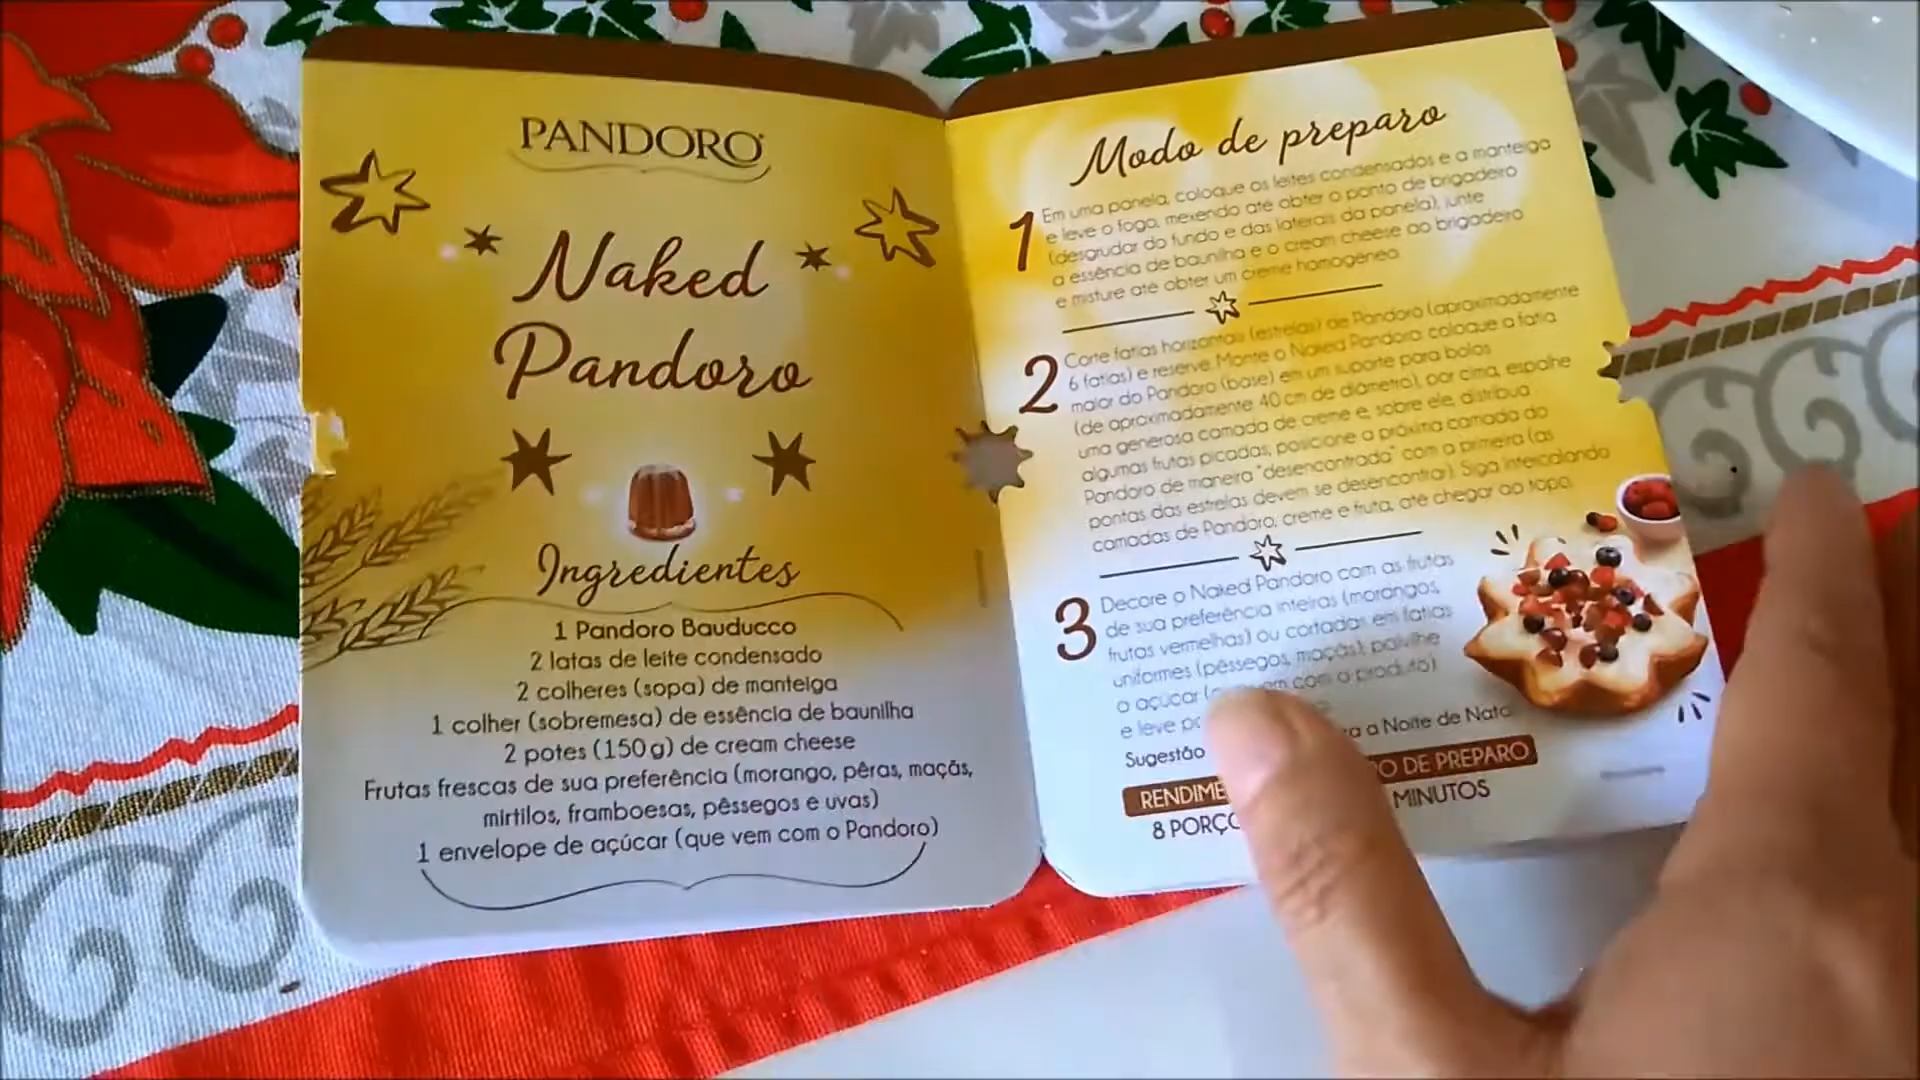 PANDORO
Naked
Pandoro
Ingredientes
1 Pandoro Bauducco
2 latas de leite condensado
2 colheres (sopa) de manteiga
1 colher (sobremesa) de essência de baunilha
2 potes (150g) de cream cheese
Frutas frescas de sua preferência (morango, pêras, maçãs,
mirtilos, framboesas, pêssegos e uvas)
1 envelope de açúcar (que vem com o Pandoro)
Modo de preparo
1
Em uma panela, coloque os leites condensados e a manteiga
e leve o fogo, mexendo até obter o ponto de brigadeiro
(desgrudar do fundo e das laterais da panela), junte
a essência de baunilha e o cream cheese ao brigadeiro
e misture até obter um creme homogêneo.
2
Corte fatias horizontais (estrelas) de Pandoro (aproximadamente
6 fatias) e reserve. Monte o Naked Pandoro: coloque a fatia
maior do Pandoro (base) em um suporte para bolos
(de aproximadamente 40 cm de diâmetro), por cima, espalhe
uma generosa camada de creme e, sobre ele, distribua
algumas frutas picadas; posicione a próxima camada do
Pandoro de maneira "desencontrada" com a primeira (as
pontas das estrelas devem se desencontrar). Siga intercalando
camadas de Pandoro, creme e fruta, até chegar ao topo.
3
Decore o Naked Pandoro com as frutas
de sua preferência inteiras (morangos,
frutas vermelhas) ou cortadas em fatias
uniformes (pêssegos, maçãs); polvilhe
o açúcar com o produto)
e leve
Sugestão a Noite de
8 DE PREPARO
MINUTOS